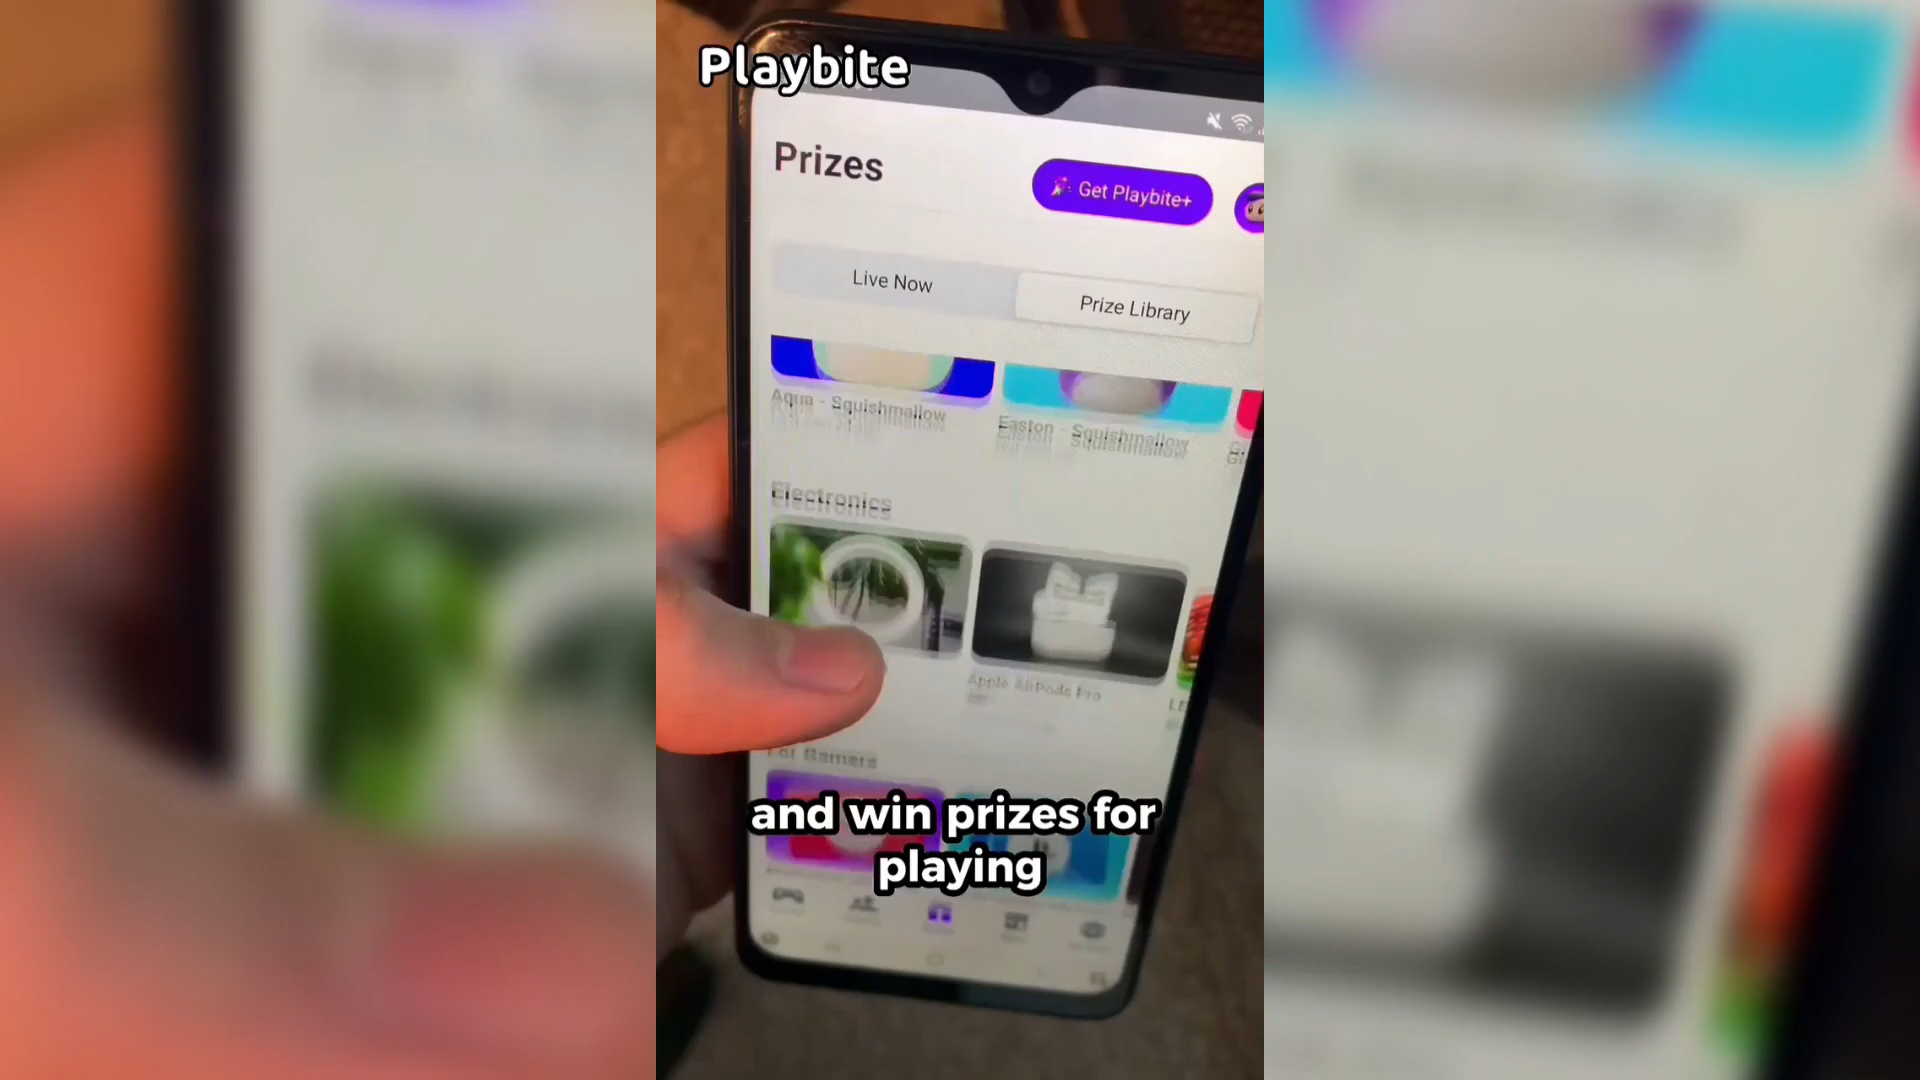 Playbite
Prizes
Get Playbite+
Live Now
Prize Library
Aqua - Squishmallow
Easton - Squishmallow
Electronics
Apple AirPods Pro
For Gamers
and win prizes for
playing